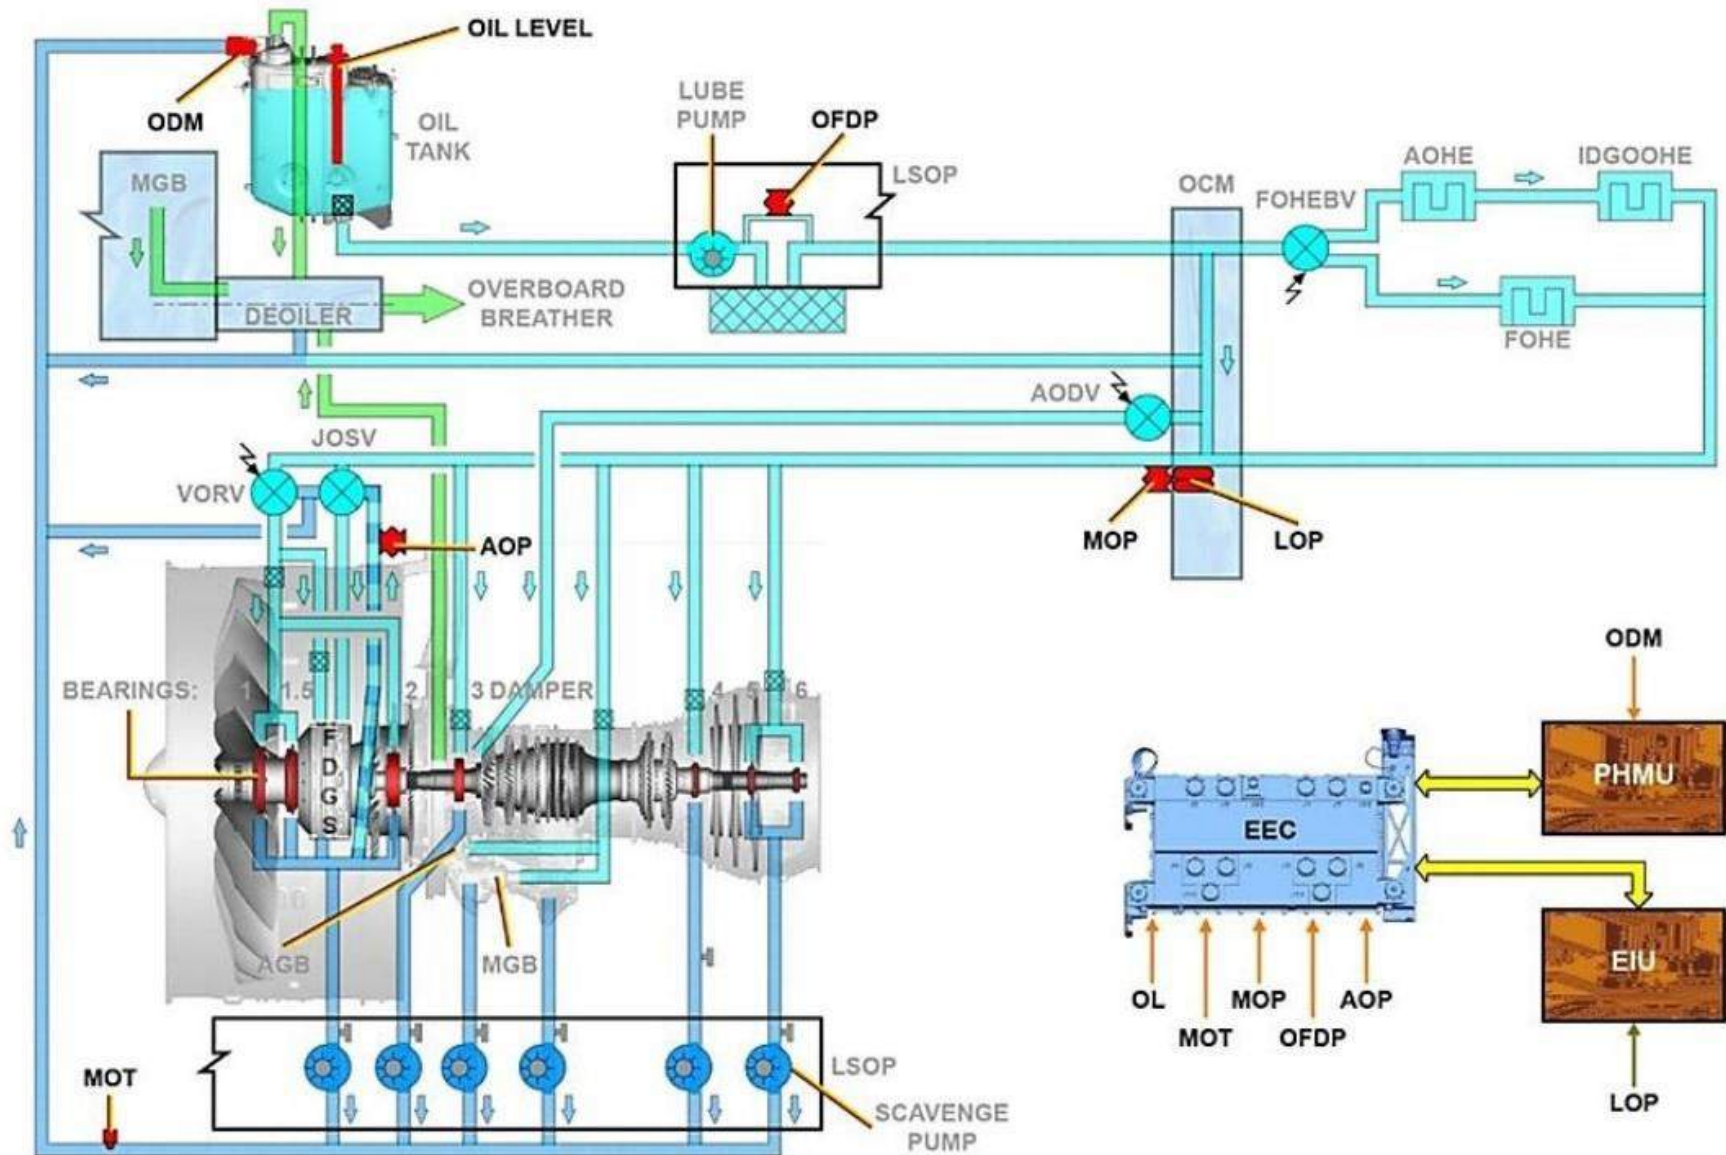 OIL LEVEL
ODM
OIL
TANK
LUBE
PUMP
OFDP
LSOP
MGB
OCM
AOHE
IDGOOHE
FOHEBV
OVERBOARD
BREATHER
DEOILER
FOHE
AODV
JOSV
VORV
AOP
MOP
LOP
BEARINGS:
1
1.5
2
3 DAMPER
4
5
6
F
D
G
S
AGB
MGB
ODM
PHMU
EEC
EIU
OL
MOP
AOP
MOT
OFDP
LOP
MOT
LSOP
SCAVENGE
PUMP